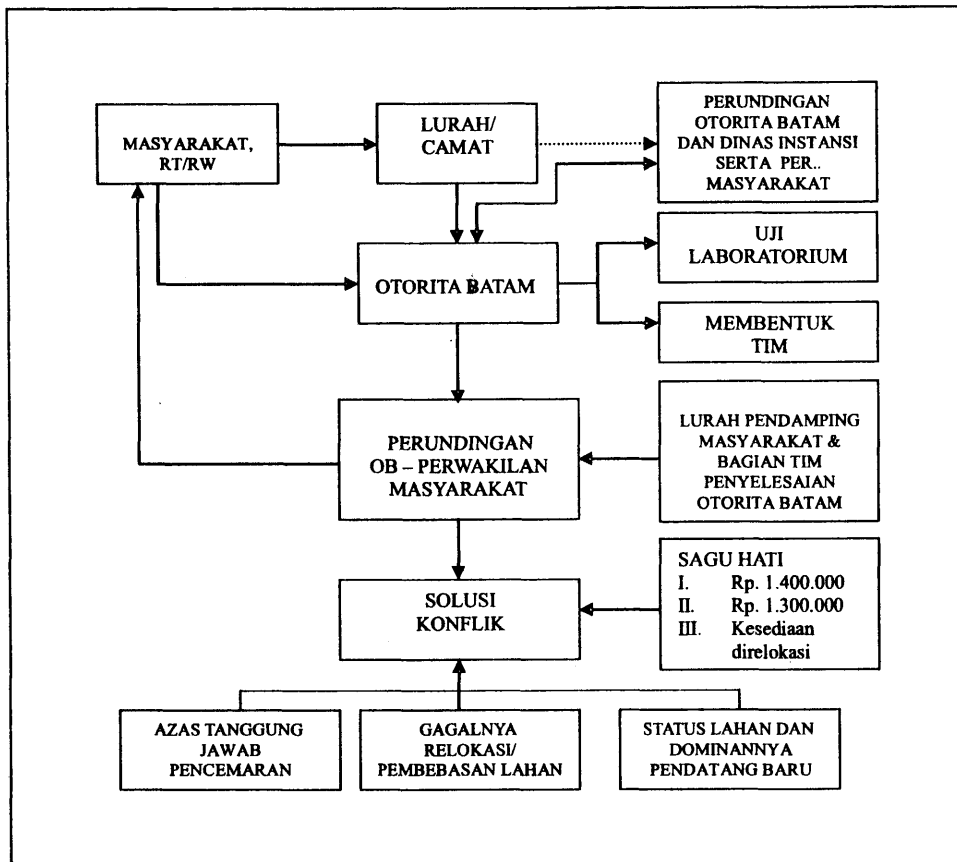 MASYARAKAT,
RT/RW
LURAH/
CAMAT
PERUNDINGAN
OTORITA BATAM
DAN DINAS INSTANSI
SERTA PER..
MASYARAKAT
OTORITA BATAM
UJI
LABORATORIUM
MEMBENTUK
TIM
PERUNDINGAN
OB – PERWAKILAN
MASYARAKAT
LURAH PENDAMPING
MASYARAKAT &
BAGIAN TIM
PENYELESAIAN
OTORITA BATAM
SOLUSI
KONFLIK
SAGU HATI
I. Rp. 1.400.000
II. Rp. 1.300.000
III. Kesediaan
direlokasi
AZAS TANGGUNG
JAWAB
PENCEMARAN
GAGALNYA
RELOKASI/
PEMBEBASAN LAHAN
STATUS LAHAN DAN
DOMINANNYA
PENDATANG BARU